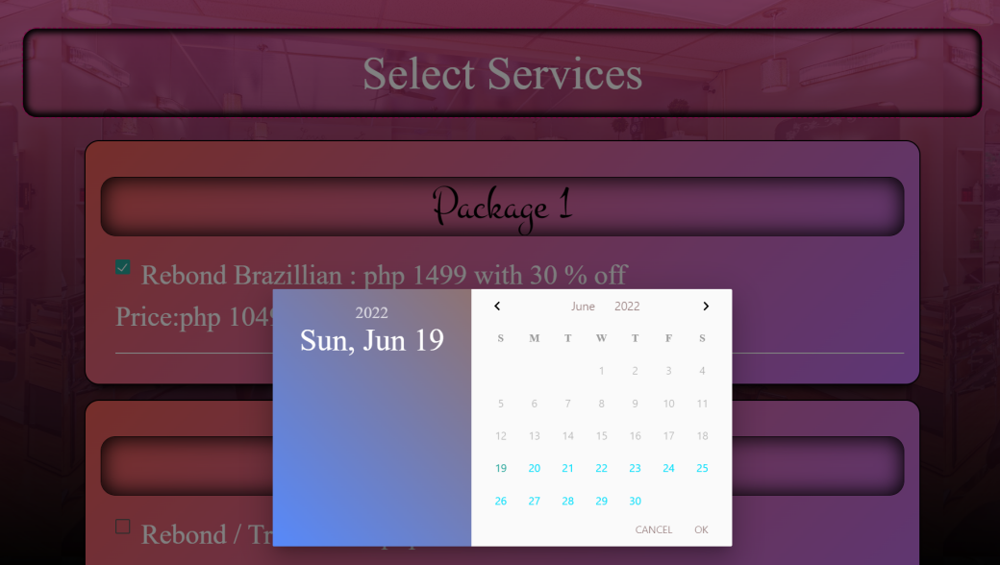 Select Services
Package 1
Rebond Brazillian : php 1499 with 30 % off
Price:php 1049
2022
Sun, Jun 19
June 2022
S M T W T F S
1 2 3 4
5 6 7 8 9 10 11
12 13 14 15 16 17 18
19 20 21 22 23 24 25
26 27 28 29 30
CANCEL OK
Rebond /